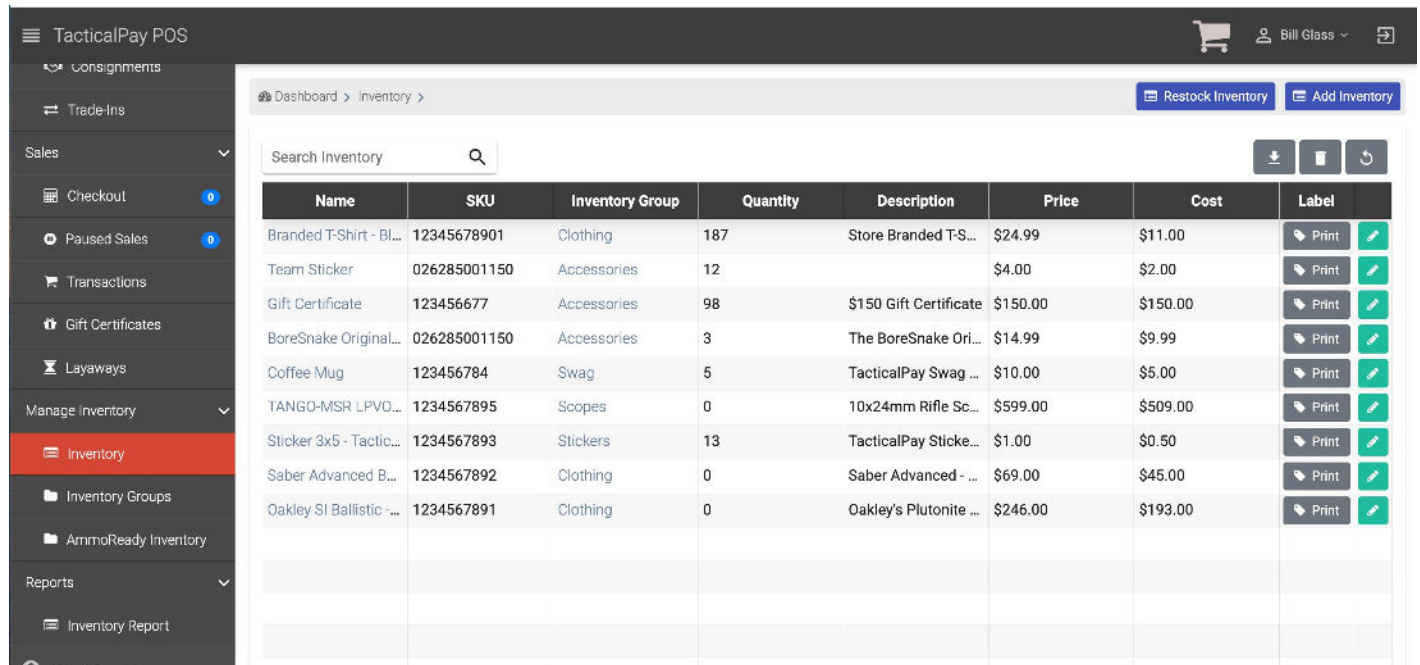 TacticalPay POS
Bill Glass
Consignments
Trade-Ins
Sales
Checkout 0
Paused Sales 0
Transactions
Gift Certificates
Layaways
Manage Inventory
Inventory
Inventory Groups
AmmoReady Inventory
Reports
Inventory Report
Dashboard > Inventory >
Restock Inventory Add Inventory
Search Inventory
Name SKU Inventory Group Quantity Description Price Cost Label
Branded T-Shirt - Bl... 12345678901 Clothing 187 Store Branded T-S... $24.99 $11.00 Print
Team Sticker 026285001150 Accessories 12 $4.00 $2.00 Print
Gift Certificate 123456677 Accessories 98 $150 Gift Certificate $150.00 $150.00 Print
BoreSnake Original... 026285001150 Accessories 3 The BoreSnake Ori... $14.99 $9.99 Print
Coffee Mug 123456784 Swag 5 TacticalPay Swag ... $10.00 $5.00 Print
TANGO-MSR LPVO... 1234567895 Scopes 0 10x24mm Rifle Sc... $599.00 $509.00 Print
Sticker 3x5 - Tactic... 1234567893 Stickers 13 TacticalPay Sticke... $1.00 $0.50 Print
Saber Advanced B... 1234567892 Clothing 0 Saber Advanced - ... $69.00 $45.00 Print
Oakley SI Ballistic -... 1234567891 Clothing 0 Oakley's Plutonite ... $246.00 $193.00 Print